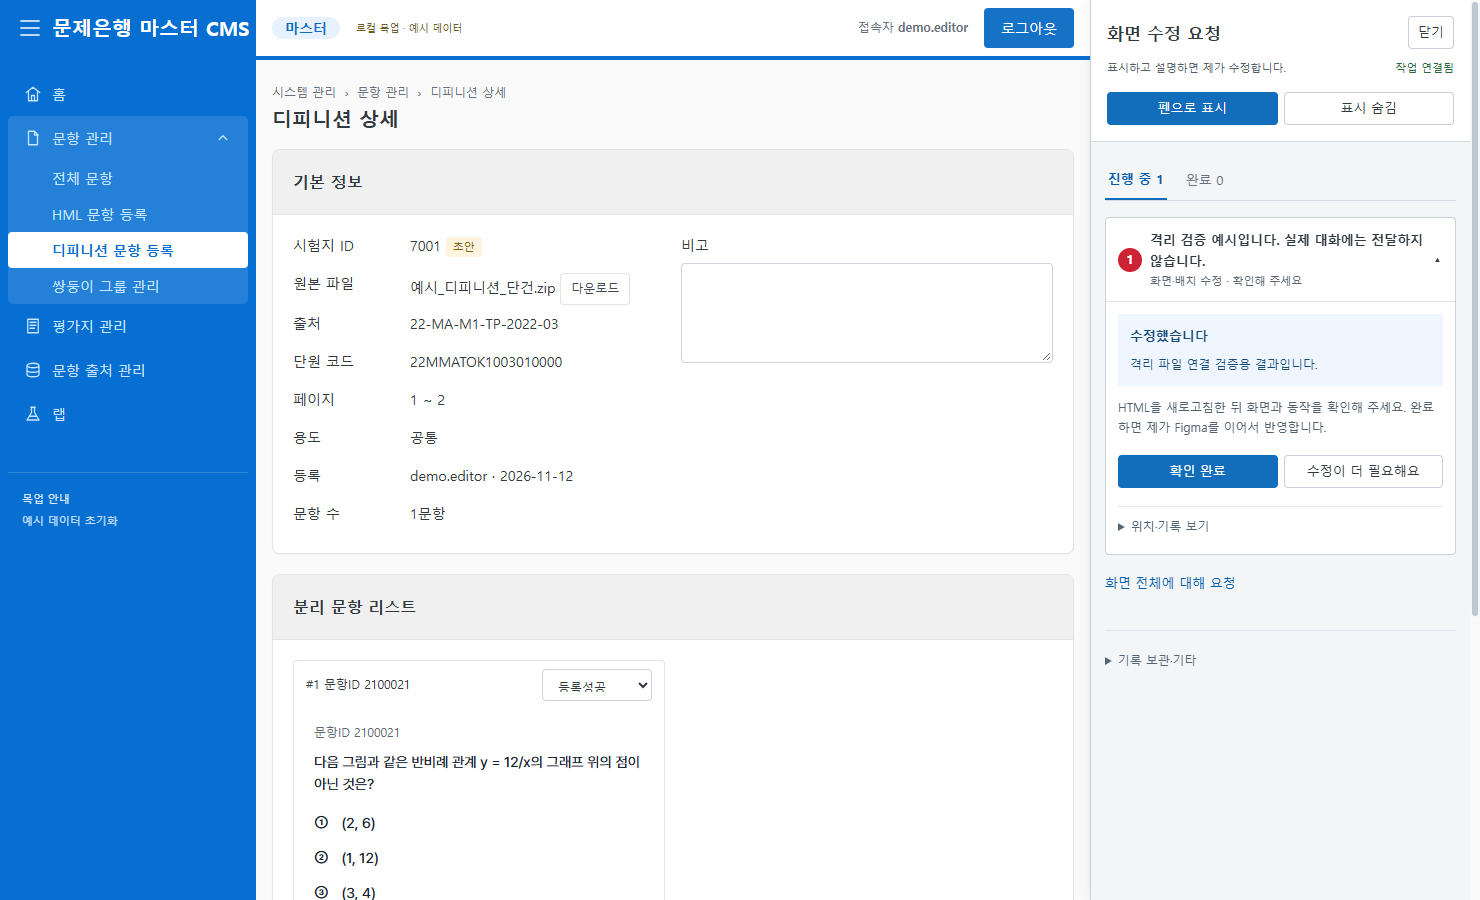 문제은행 마스터 CMS
홈
문항 관리
전체 문항
HML 문항 등록
디피니션 문항 등록
쌍둥이 그룹 관리
평가지 관리
문항 출처 관리
랩
목업 안내
예시 데이터 초기화
마스터
로컬 목업 · 예시 데이터
접속자 demo.editor
로그아웃
시스템 관리 › 문항 관리 › 디피니션 상세
디피니션 상세
기본 정보
시험지 ID 7001 초안
원본 파일 예시_디피니션_단건.zip 다운로드
출처 22-MA-M1-TP-2022-03
단원 코드 22MMATOK1003010000
페이지 1 ~ 2
용도 공통
등록 demo.editor · 2026-11-12
문항 수 1문항
비고
분리 문항 리스트
#1 문항ID 2100021 등록성공
문항ID 2100021
다음 그림과 같은 반비례 관계 y = 12/x의 그래프 위의 점이
아닌 것은?
① (2, 6)
② (1, 12)
③ (3, 4)
화면 수정 요청
닫기
표시하고 설명하면 제가 수정합니다.
작업 연결됨
펜으로 표시
표시 숨김
진행 중 1
완료 0
1
격리 검증 예시입니다. 실제 대화에는 전달하지
않습니다.
화면·배치 수정 · 확인해 주세요
수정했습니다
격리 파일 연결 검증용 결과입니다.
HTML을 새로고침한 뒤 화면과 동작을 확인해 주세요. 완료
하면 제가 Figma를 이어서 반영합니다.
확인 완료
수정이 더 필요해요
위치·기록 보기
화면 전체에 대해 요청
기록 보관·기타